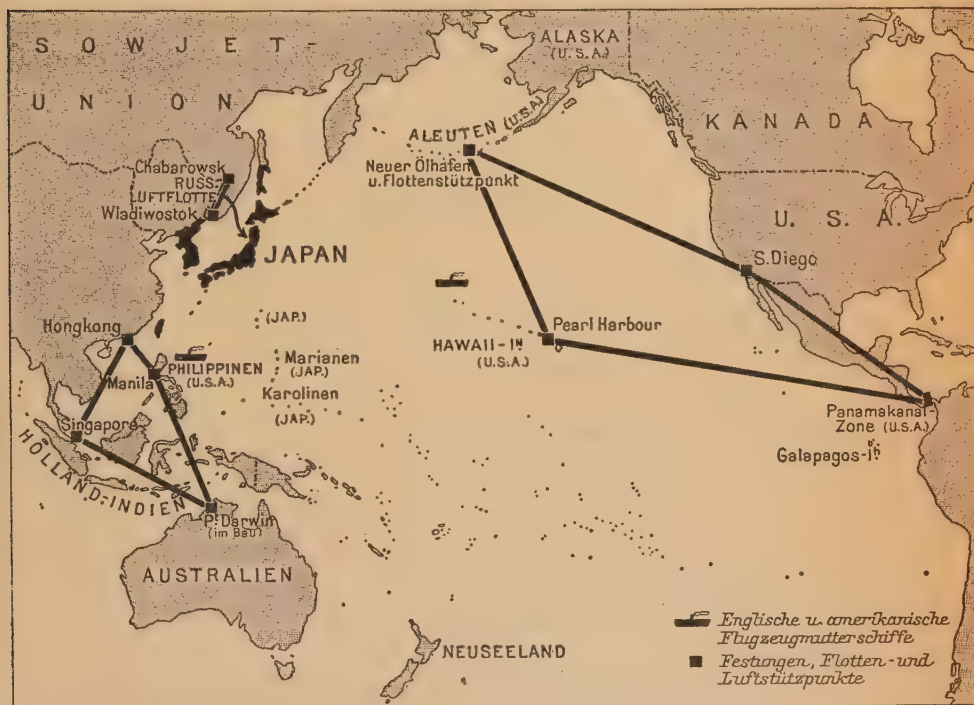 SOWJET-
UNION
ALASKA
(U.S.A.)
KANADA
ALEUTEN (U.S.A.)
Neuer Ölhafen
u. Flottenstützpunkt
Chabarowsk
RUSS.
LUFTFLOTTE
Wladiwostok
JAPAN
U. S. A.
S. Diego
(JAP.)
Hongkong
Pearl Harbour
HAWAII-Iⁿ
(U.S.A.)
Marianen
(JAP.)
PHILIPPINEN
(U.S.A.)
Manila
Karolinen
(JAP.)
Panamakanal-
Zone (U.S.A.)
Singapore
Galapagos-Iⁿ
HOLLAND-INDIEN
P. Darwin
(im Bau)
AUSTRALIEN
NEUSEELAND
Englische u. amerikanische
Flugzeugmutterschiffe
Festungen, Flotten- und
Luftstützpunkte